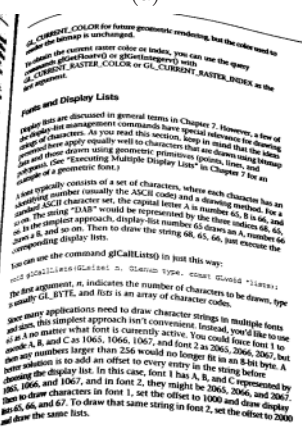 GL_CURRENT_COLOR for future geometric rendering, but the color used to
render the bitmap is unchanged.
To obtain the current raster color or index, you can use the query
commands glGetFloatv() or glGetIntegerv() with
GL_CURRENT_RASTER_COLOR or GL_CURRENT_RASTER_INDEX as the
first argument.
Fonts and Display Lists
Display lists are discussed in general terms in Chapter 7. However, a few of
the display-list management commands have special relevance for drawing
strings of characters. As you read this section, keep in mind that the ideas
presented here apply equally well to characters that are drawn using bitmap
data and those drawn using geometric primitives (points, lines, and
polygons). (See "Executing Multiple Display Lists" in Chapter 7 for an
example of a geometric font.)
A font typically consists of a set of characters, where each character has an
identifying number (usually the ASCII code) and a drawing method. For a
standard ASCII character set, the capital letter A is number 65, B is 66, and
so on. The string "DAB" would be represented by the three indices 68, 65,
66. In the simplest approach, display-list number 65 draws an A, number 66
draws a B, and so on. Then to draw the string 68, 65, 66, just execute the
corresponding display lists.
You can use the command glCallLists() in just this way:
void glCallLists(GLsizei n, GLenum type, const GLvoid *lists);
The first argument, n, indicates the number of characters to be drawn, type
is usually GL_BYTE, and lists is an array of character codes.
Since many applications need to draw character strings in multiple fonts
and sizes, this simplest approach isn't convenient. Instead, you'd like to use
65 as A no matter what font is currently active. You could force font 1 to
encode A, B, and C as 1065, 1066, 1067, and font 2 as 2065, 2066, 2067, but
then any numbers larger than 256 would no longer fit in an 8-bit byte. A
better solution is to add an offset to every entry in the string before
choosing the display list. In this case, font 1 has A, B, and C represented by
1065, 1066, and 1067, and in font 2, they might be 2065, 2066, and 2067.
Then to draw characters in font 1, set the offset to 1000 and draw display
lists 65, 66, and 67. To draw that same string in font 2, set the offset to 2000
and draw the same lists.